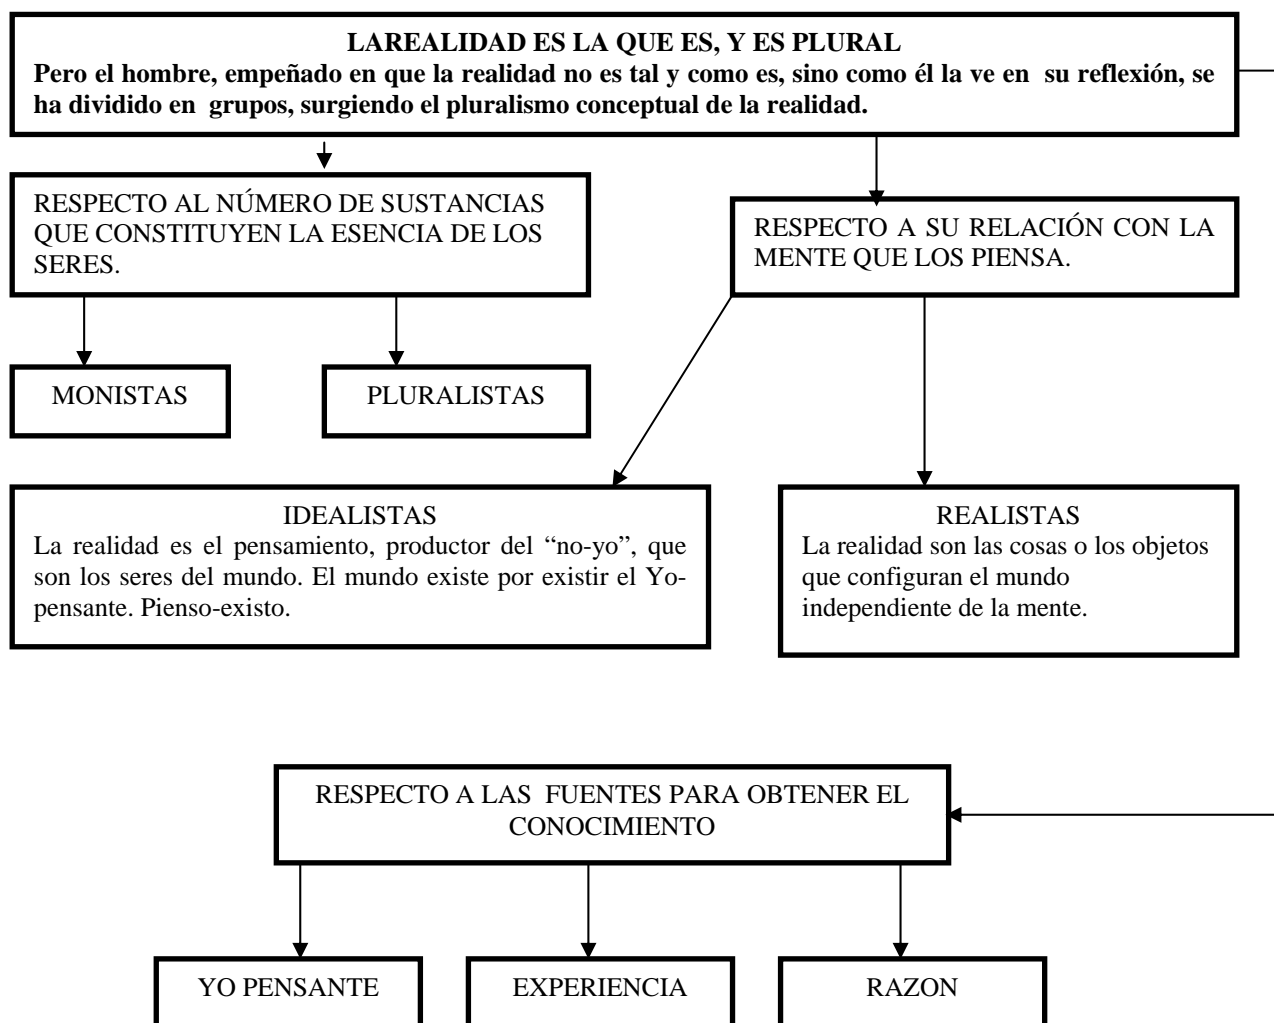 LAREALIDAD ES LA QUE ES, Y ES PLURAL
Pero el hombre, empeñado en que la realidad no es tal y como es, sino como él la ve en su reflexión, se
ha dividido en grupos, surgiendo el pluralismo conceptual de la realidad.
RESPECTO AL NÚMERO DE SUSTANCIAS
QUE CONSTITUYEN LA ESENCIA DE LOS
SERES.
RESPECTO A SU RELACIÓN CON LA
MENTE QUE LOS PIENSA.
MONISTAS
PLURALISTAS
IDEALISTAS
La realidad es el pensamiento, productor del “no-yo”, que
son los seres del mundo. El mundo existe por existir el Yo-
pensante. Pienso-existo.
REALISTAS
La realidad son las cosas o los objetos
que configuran el mundo
independiente de la mente.
RESPECTO A LAS FUENTES PARA OBTENER EL
CONOCIMIENTO
YO PENSANTE
EXPERIENCIA
RAZON